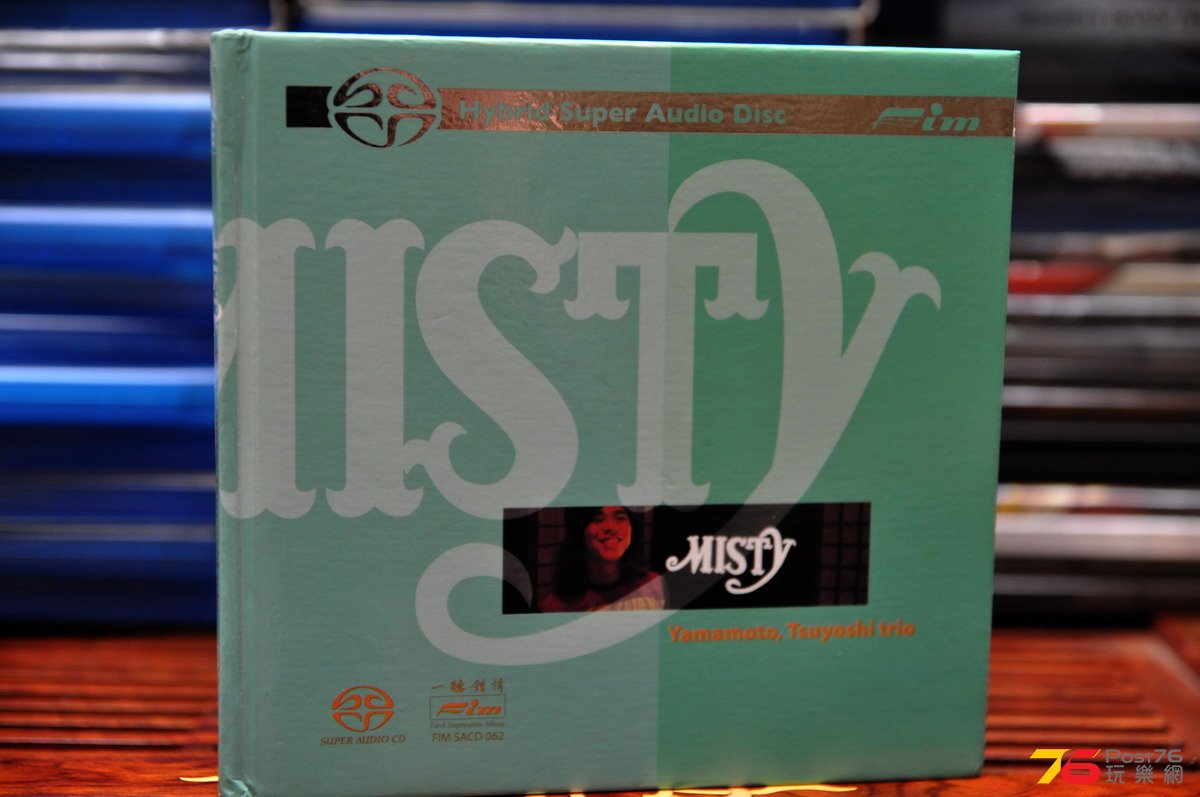 Hybrid Super Audio Disc
Fim
MISTY
MISTY
Yamamoto, Tsuyoshi trio
一聽鍾情
Fim
First Impression Music
SUPER AUDIO CD
FIM SACD 062
76 POST76
玩樂網